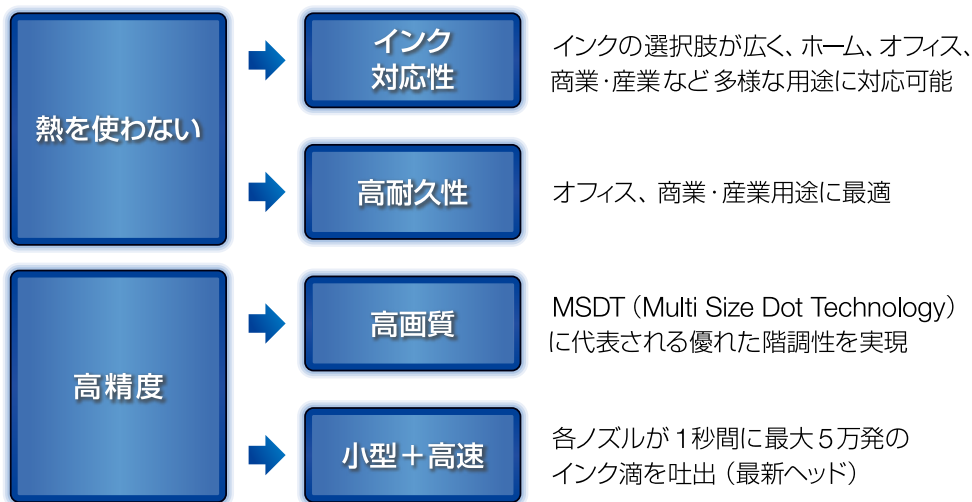 熱を使わない
インク
対応性
インクの選択肢が広く、ホーム、オフィス、
商業・産業など多様な用途に対応可能
高耐久性
オフィス、商業・産業用途に最適
高精度
高画質
MSDT（Multi Size Dot Technology）
に代表される優れた階調性を実現
小型＋高速
各ノズルが1秒間に最大5万発の
インク滴を吐出（最新ヘッド）